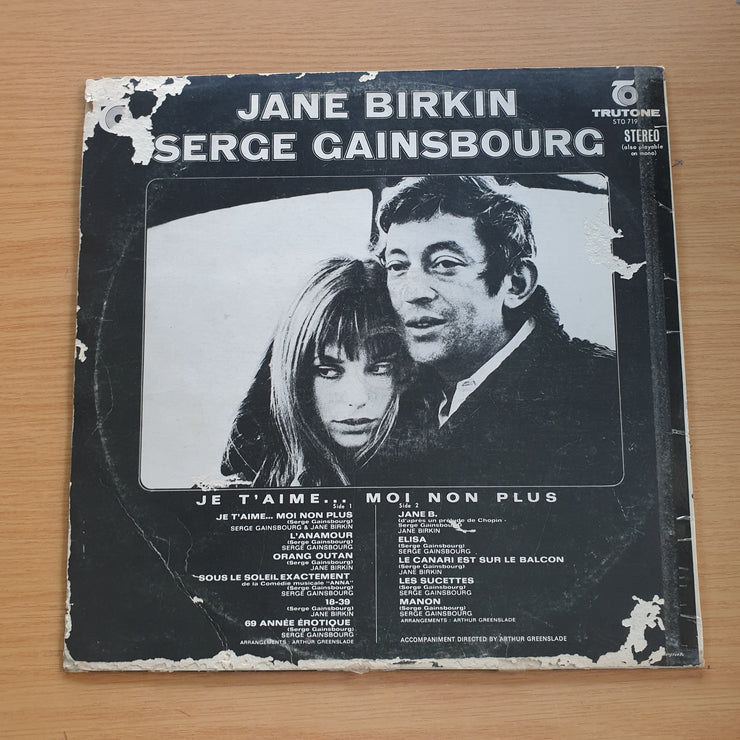 JANE BIRKIN
SERGE GAINSBOURG
TRUTONE
STO 719
STEREO
(also playable
on mono)
JE T'AIME... MOI NON PLUS
Side 1
JE T'AIME... MOI NON PLUS
(Serge Gainsbourg)
SERGE GAINSBOURG & JANE BIRKIN
L'ANAMOUR
(Serge Gainsbourg)
SERGE GAINSBOURG
ORANG OUTAN
(Serge Gainsbourg)
JANE BIRKIN
SOUS LE SOLEIL EXACTEMENT
de la Comédie musicale "ANNA"
(Serge Gainsbourg)
SERGE GAINSBOURG
18-39
(Serge Gainsbourg)
JANE BIRKIN
69 ANNÉE ÉROTIQUE
(Serge Gainsbourg)
SERGE GAINSBOURG
ARRANGEMENTS : ARTHUR GREENSLADE
Side 2
JANE B.
(d'après un prélude de Chopin -
Serge Gainsbourg)
JANE BIRKIN
ELISA
(Serge Gainsbourg)
SERGE GAINSBOURG
LE CANARI EST SUR LE BALCON
(Serge Gainsbourg)
JANE BIRKIN
LES SUCETTES
(Serge Gainsbourg)
SERGE GAINSBOURG
MANON
(Serge Gainsbourg)
SERGE GAINSBOURG
ARRANGEMENTS : ARTHUR GREENSLADE
ACCOMPANIMENT DIRECTED BY ARTHUR GREENSLADE